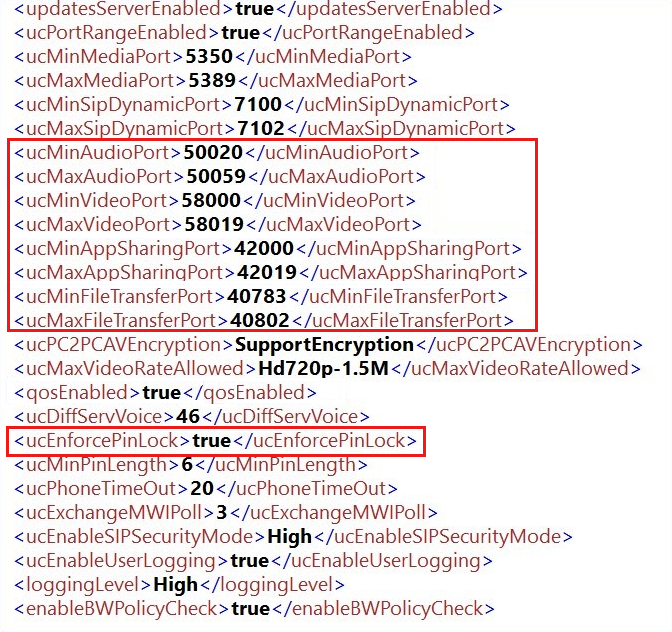 <updatesServerEnabled>true</updatesServerEnabled>
<ucPortRangeEnabled>true</ucPortRangeEnabled>
<ucMinMediaPort>5350</ucMinMediaPort>
<ucMaxMediaPort>5389</ucMaxMediaPort>
<ucMinSipDynamicPort>7100</ucMinSipDynamicPort>
<ucMaxSipDynamicPort>7102</ucMaxSipDynamicPort>
<ucMinAudioPort>50020</ucMinAudioPort>
<ucMaxAudioPort>50059</ucMaxAudioPort>
<ucMinVideoPort>58000</ucMinVideoPort>
<ucMaxVideoPort>58019</ucMaxVideoPort>
<ucMinAppSharingPort>42000</ucMinAppSharingPort>
<ucMaxAppSharingPort>42019</ucMaxAppSharingPort>
<ucMinFileTransferPort>40783</ucMinFileTransferPort>
<ucMaxFileTransferPort>40802</ucMaxFileTransferPort>
<ucPC2PCAVEncryption>SupportEncryption</ucPC2PCAVEncryption>
<ucMaxVideoRateAllowed>Hd720p-1.5M</ucMaxVideoRateAllowed>
<qosEnabled>true</qosEnabled>
<ucDiffServVoice>46</ucDiffServVoice>
<ucEnforcePinLock>true</ucEnforcePinLock>
<ucMinPinLength>6</ucMinPinLength>
<ucPhoneTimeOut>20</ucPhoneTimeOut>
<ucExchangeMWIPoll>3</ucExchangeMWIPoll>
<ucEnableSIPSecurityMode>High</ucEnableSIPSecurityMode>
<ucEnableUserLogging>true</ucEnableUserLogging>
<loggingLevel>High</loggingLevel>
<enableBWPolicyCheck>true</enableBWPolicyCheck>